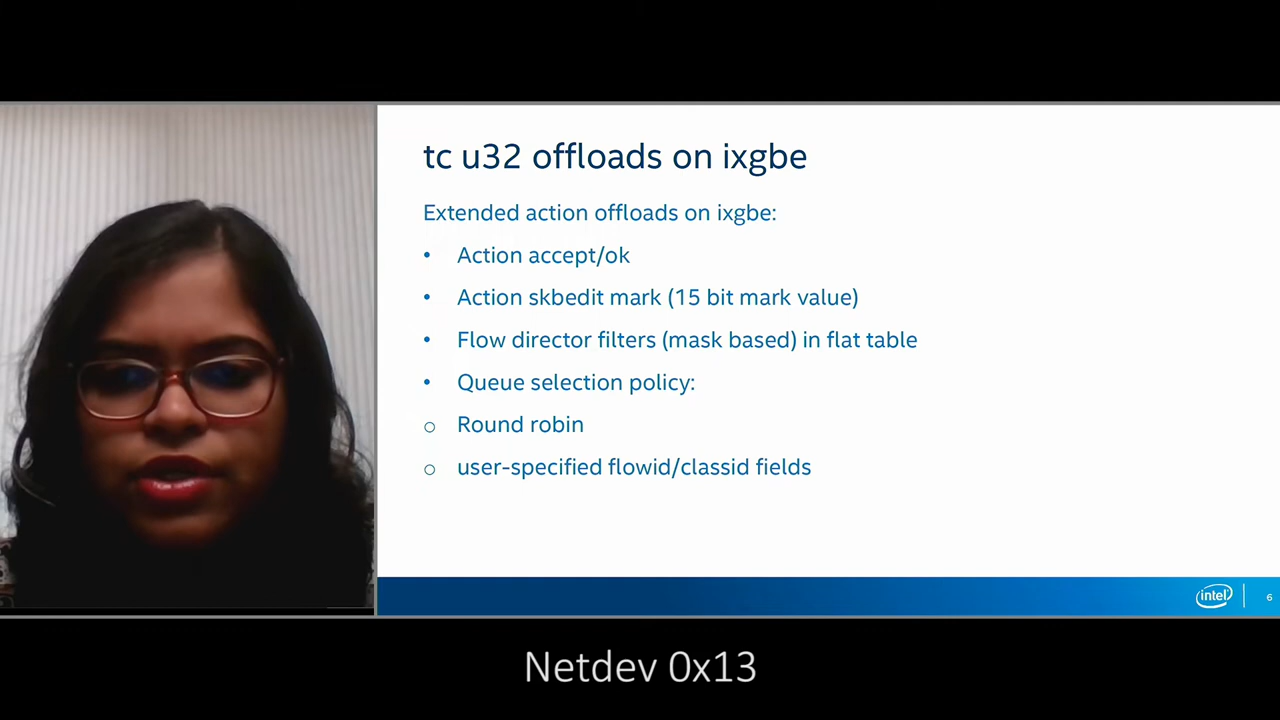 tc u32 offloads on ixgbe
Extended action offloads on ixgbe:
• Action accept/ok
• Action skbedit mark (15 bit mark value)
• Flow director filters (mask based) in flat table
• Queue selection policy:
o Round robin
o user-specified flowid/classid fields
intel
6
Netdev 0x13